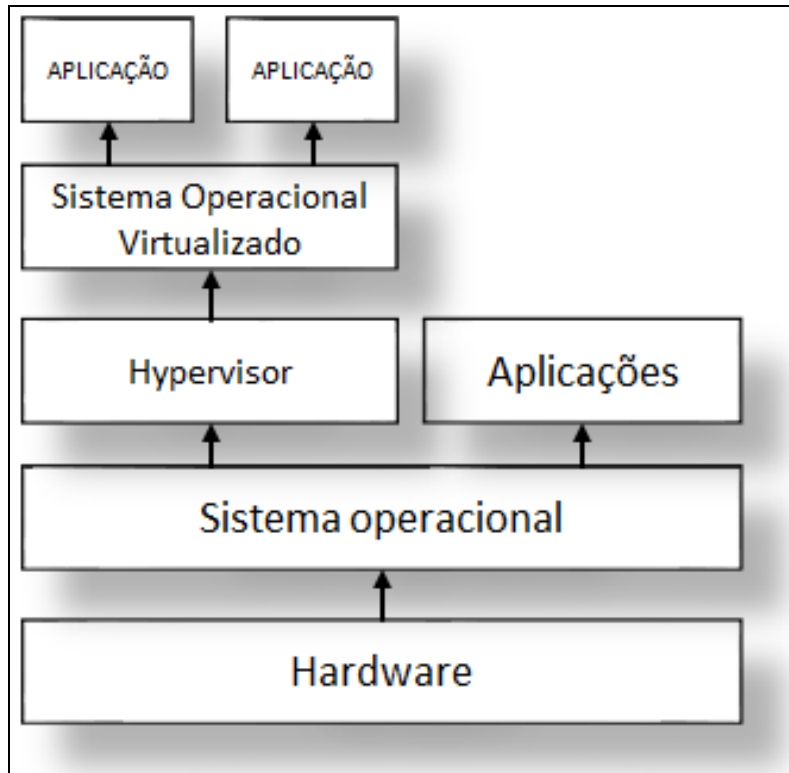 APLICAÇÃO
APLICAÇÃO
Sistema Operacional
Virtualizado
Hypervisor
Aplicações
Sistema operacional
Hardware